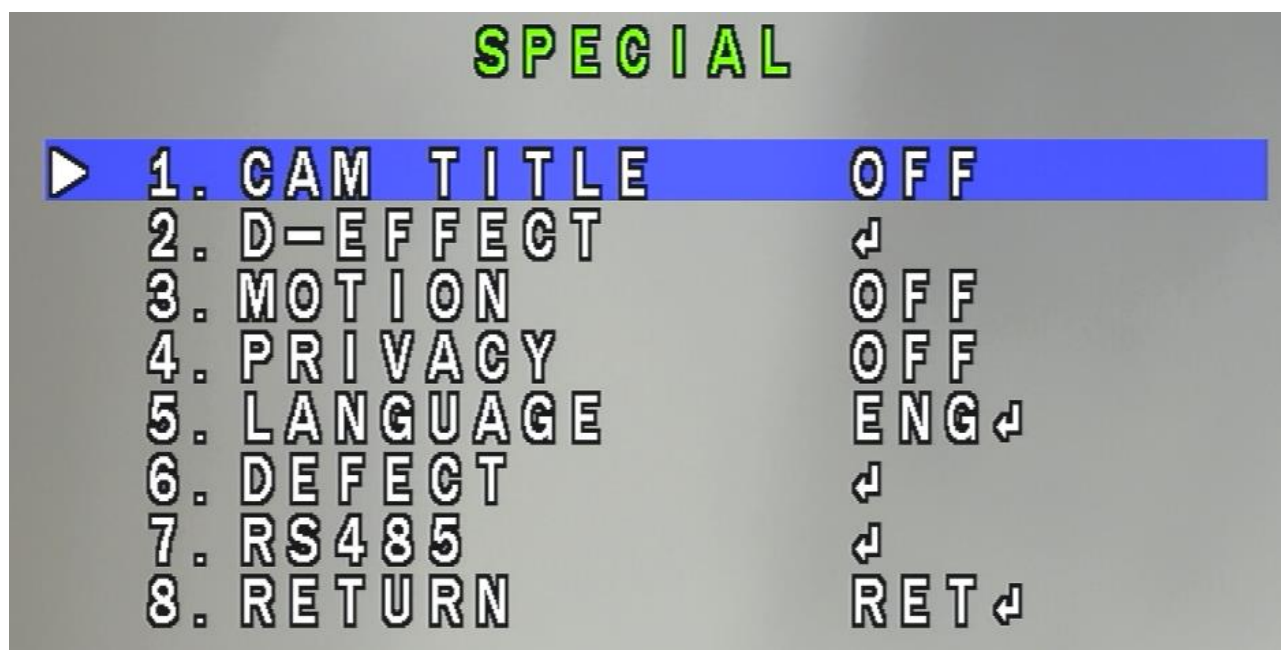 SPECIAL
1. CAM TITLE OFF
2. D-EFFECT ↲
3. MOTION OFF
4. PRIVACY OFF
5. LANGUAGE ENG↲
6. DEFECT ↲
7. RS485 ↲
8. RETURN RET↲